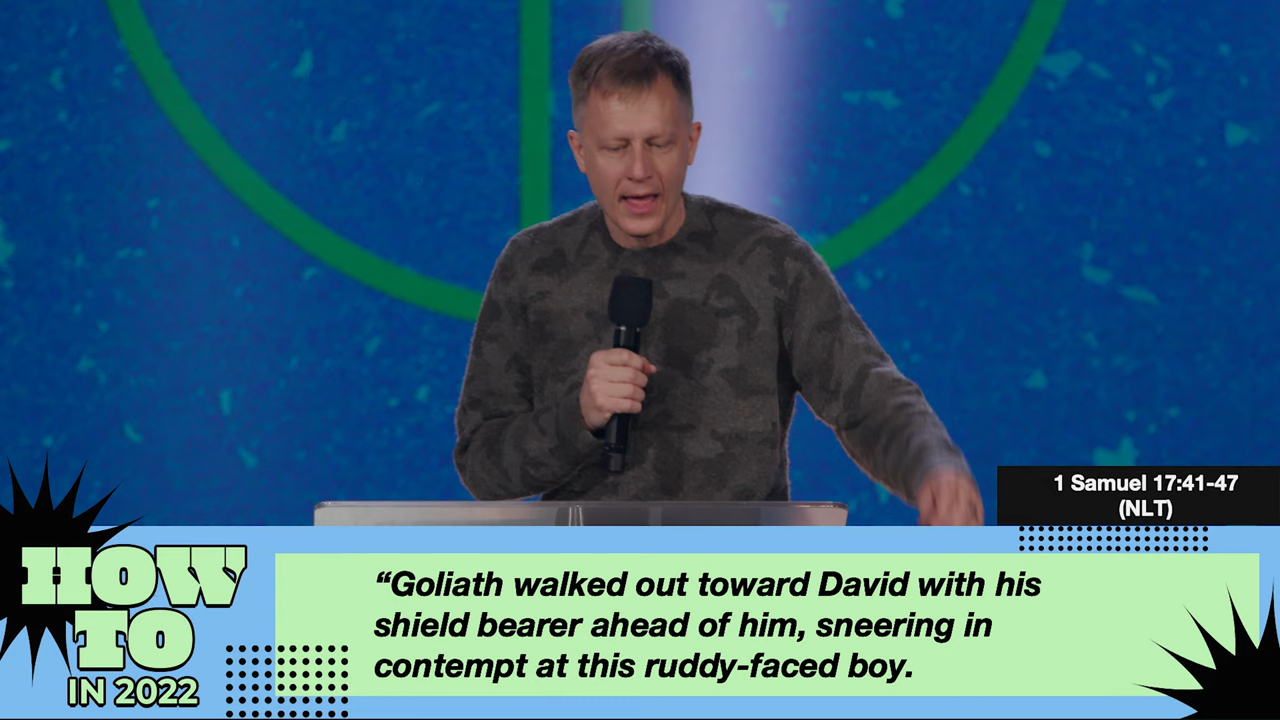 1 Samuel 17:41-47
(NLT)
HOW
TO
IN 2022
“Goliath walked out toward David with his
shield bearer ahead of him, sneering in
contempt at this ruddy-faced boy.